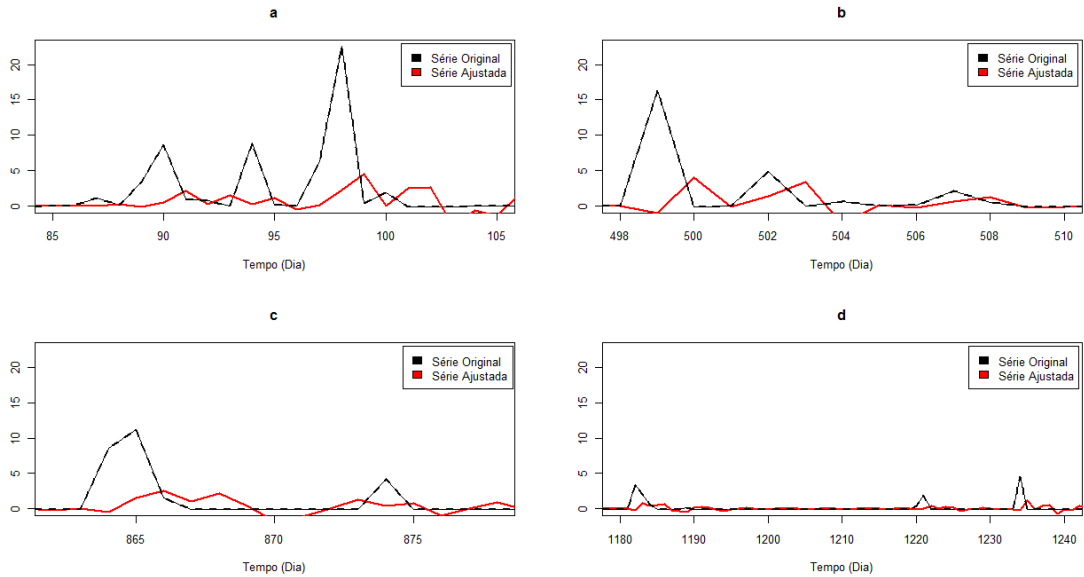 a
Série Original
Série Ajustada
0 5 10 15 20
85 90 95 100 105
Tempo (Dia)
b
Série Original
Série Ajustada
0 5 10 15 20
498 500 502 504 506 508 510
Tempo (Dia)
c
Série Original
Série Ajustada
0 5 10 15 20
865 870 875
Tempo (Dia)
d
Série Original
Série Ajustada
0 5 10 15 20
1180 1190 1200 1210 1220 1230 1240
Tempo (Dia)